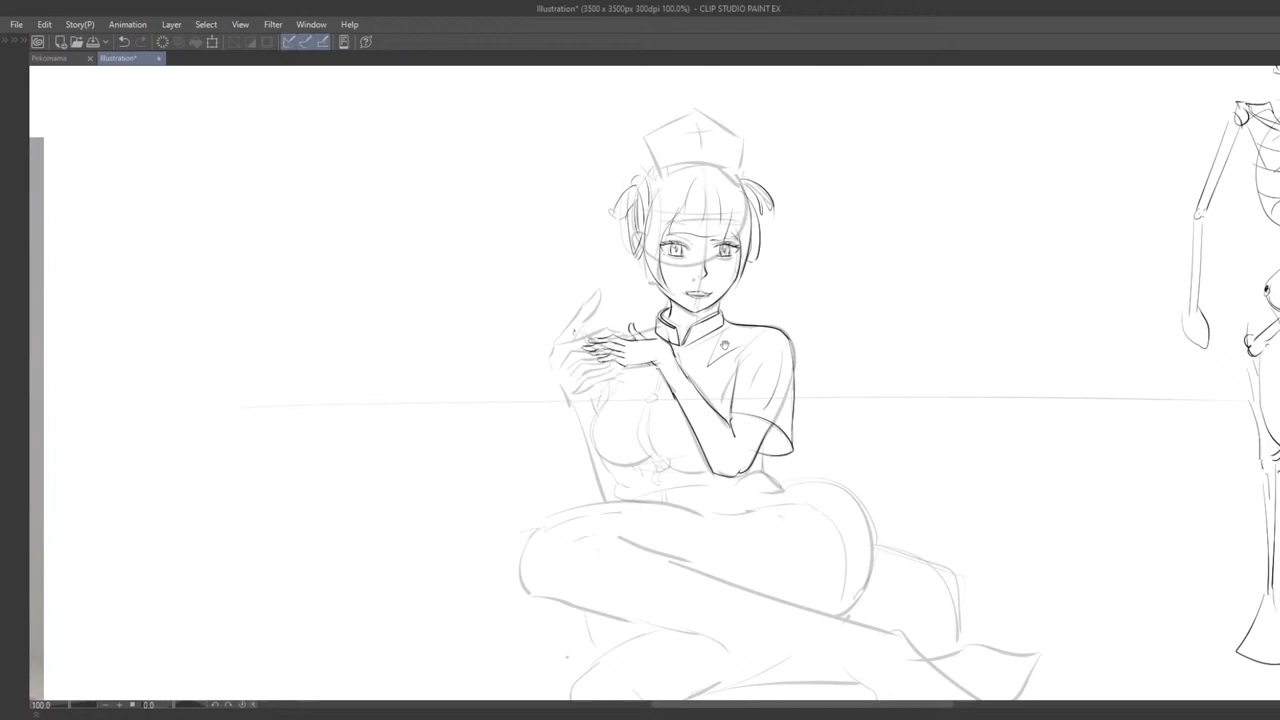 Illustration* (3500 x 3500px 300dpi 100.0%) - CLIP STUDIO PAINT EX
File Edit Story(P) Animation Layer Select View Filter Window Help
Pekomama Illustration*
100.0 0.0